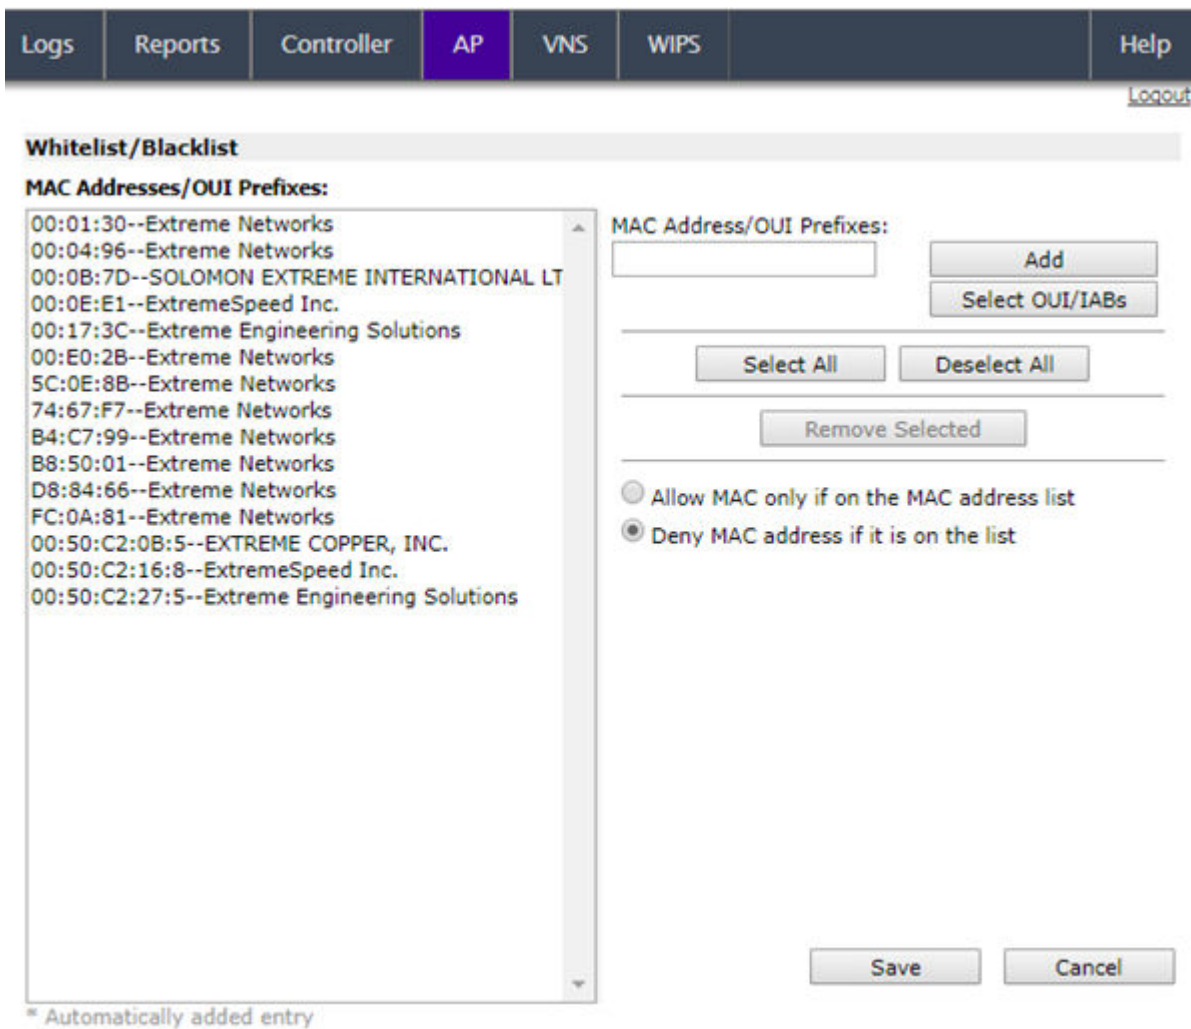 Logs Reports Controller AP VNS WIPS Help
Logout
Whitelist/Blacklist
MAC Addresses/OUI Prefixes:
00:01:30--Extreme Networks
00:04:96--Extreme Networks
00:0B:7D--SOLOMON EXTREME INTERNATIONAL LT
00:0E:E1--ExtremeSpeed Inc.
00:17:3C--Extreme Engineering Solutions
00:E0:2B--Extreme Networks
5C:0E:8B--Extreme Networks
74:67:F7--Extreme Networks
B4:C7:99--Extreme Networks
B8:50:01--Extreme Networks
D8:84:66--Extreme Networks
FC:0A:81--Extreme Networks
00:50:C2:0B:5--EXTREME COPPER, INC.
00:50:C2:16:8--ExtremeSpeed Inc.
00:50:C2:27:5--Extreme Engineering Solutions
* Automatically added entry
MAC Address/OUI Prefixes:
Add
Select OUI/IABs
Select All Deselect All
Remove Selected
Allow MAC only if on the MAC address list
Deny MAC address if it is on the list
Save Cancel